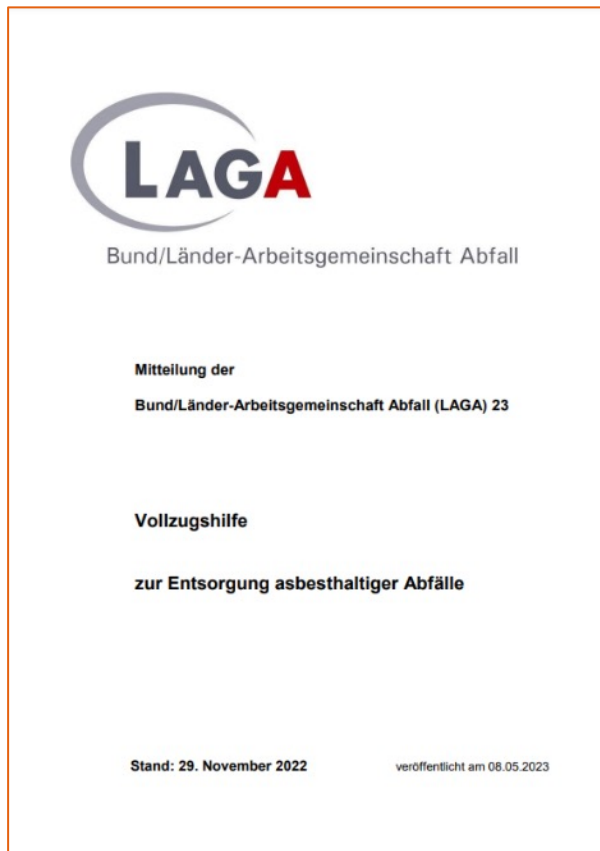 LAGA
Bund/Länder-Arbeitsgemeinschaft Abfall
Mitteilung der
Bund/Länder-Arbeitsgemeinschaft Abfall (LAGA) 23
Vollzugshilfe
zur Entsorgung asbesthaltiger Abfälle
Stand: 29. November 2022 veröffentlicht am 08.05.2023